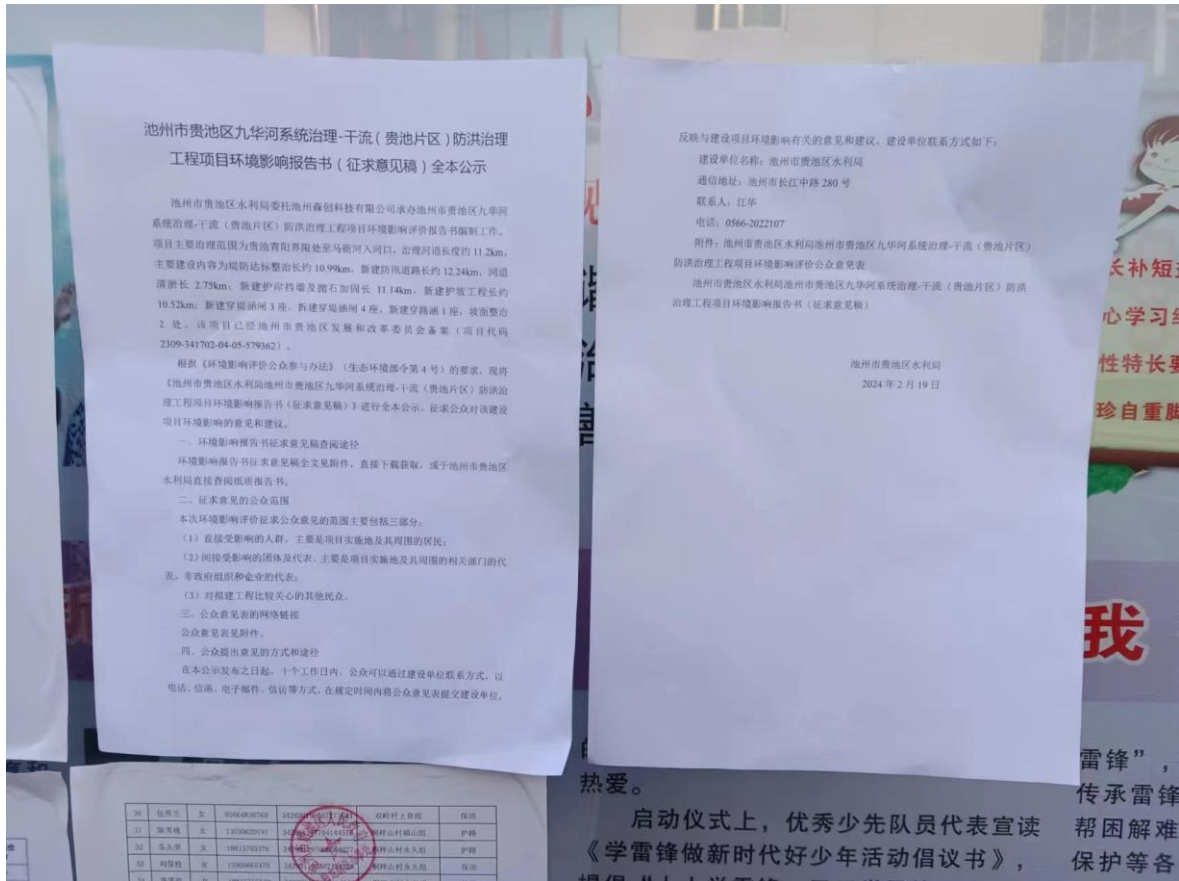 池州市贵池区九华河系统治理-干流（贵池片区）防洪治理
工程项目环境影响报告书（征求意见稿）全本公示
池州市贵池区水利局委托池州森创科技有限公司承办池州市贵池区九华河
系统治理-干流（贵池片区）防洪治理工程项目环境影响评价报告书编制工作。
项目主要治理范围为贵池青阳界限处至马衙河入河口，治理河道长度约 11.2km，
主要建设内容为堤防达标整治长约 10.99km，新建防汛道路长约 12.24km，河道
清淤长 2.75km；新建护岸挡墙及抛石加固长 11.14km，新建护坡工程长约
10.52km；新建穿堤涵闸 3 座，拆建穿堤涵闸 4 座，新建穿路涵 1 座，坡面整治
2 处。该项目已经池州市贵池区发展和改革委员会备案（项目代码
2309-341702-04-05-579362）。
根据《环境影响评价公众参与办法》（生态环境部令第 4 号）的要求，现将
《池州市贵池区水利局池州市贵池区九华河系统治理-干流（贵池片区）防洪治
理工程项目环境影响报告书（征求意见稿）》进行全本公示，征求公众对该建设
项目环境影响的意见和建议。
一、环境影响报告书征求意见稿查阅途径
环境影响报告书征求意见稿全文见附件，直接下载获取，或于池州市贵池区
水利局直接查阅纸质报告书。
二、征求意见的公众范围
本次环境影响评价征求公众意见的范围主要包括三部分：
（1）直接受影响的人群，主要是项目实施地及其周围的居民；
（2）间接受影响的团体及代表，主要是项目实施地及其周围的相关部门的代
表、非政府组织和企业的代表；
（3）对拟建工程比较关心的其他民众。
三、公众意见表的网络链接
公众意见表见附件。
四、公众提出意见的方式和途径
在本公示发布之日起，十个工作日内，公众可以通过建设单位联系方式，以
电话、信函、电子邮件、信访等方式，在规定时间内将公众意见表提交建设单位，
反映与建设项目环境影响有关的意见和建议。建设单位联系方式如下：
建设单位名称：池州市贵池区水利局
通信地址：池州市长江中路 280 号
联系人：江华
电话：0566-2022107
附件：池州市贵池区水利局池州市贵池区九华河系统治理-干流（贵池片区）
防洪治理工程项目环境影响评价公众意见表
池州市贵池区水利局池州市贵池区九华河系统治理-干流（贵池片区）防洪
治理工程项目环境影响报告书（征求意见稿）
池州市贵池区水利局
2024 年 2 月 19 日
长补短
心学习
性特长要
珍自重脚
我
热爱。
启动仪式上，优秀少先队员代表宣读
《学雷锋做新时代好少年活动倡议书》，
雷锋”，
传承雷锋
帮困解难
保护等各
30 女 双岭村上章组 保洁
31 女 护路
32 女 护路
33 女 保洁